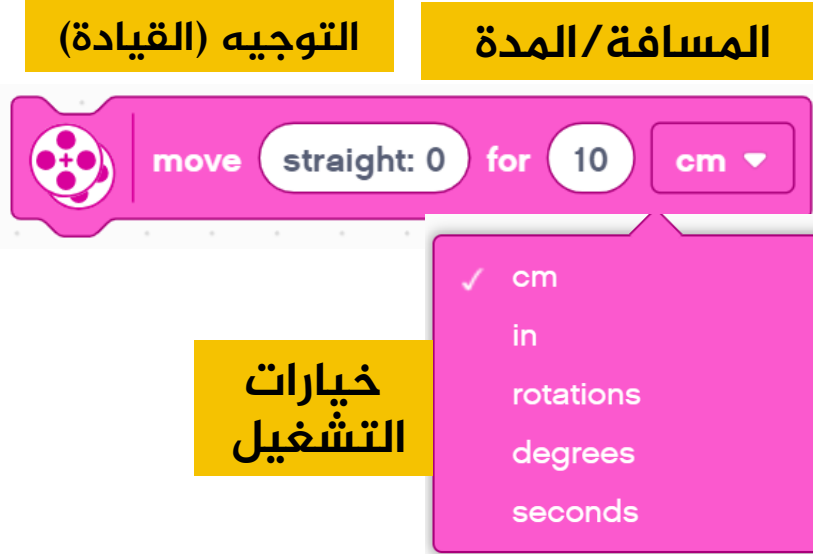 التوجيه (القيادة)
المسافة/المدة
move straight: 0 for 10 cm
cm
in
rotations
degrees
seconds
خيارات
التشغيل